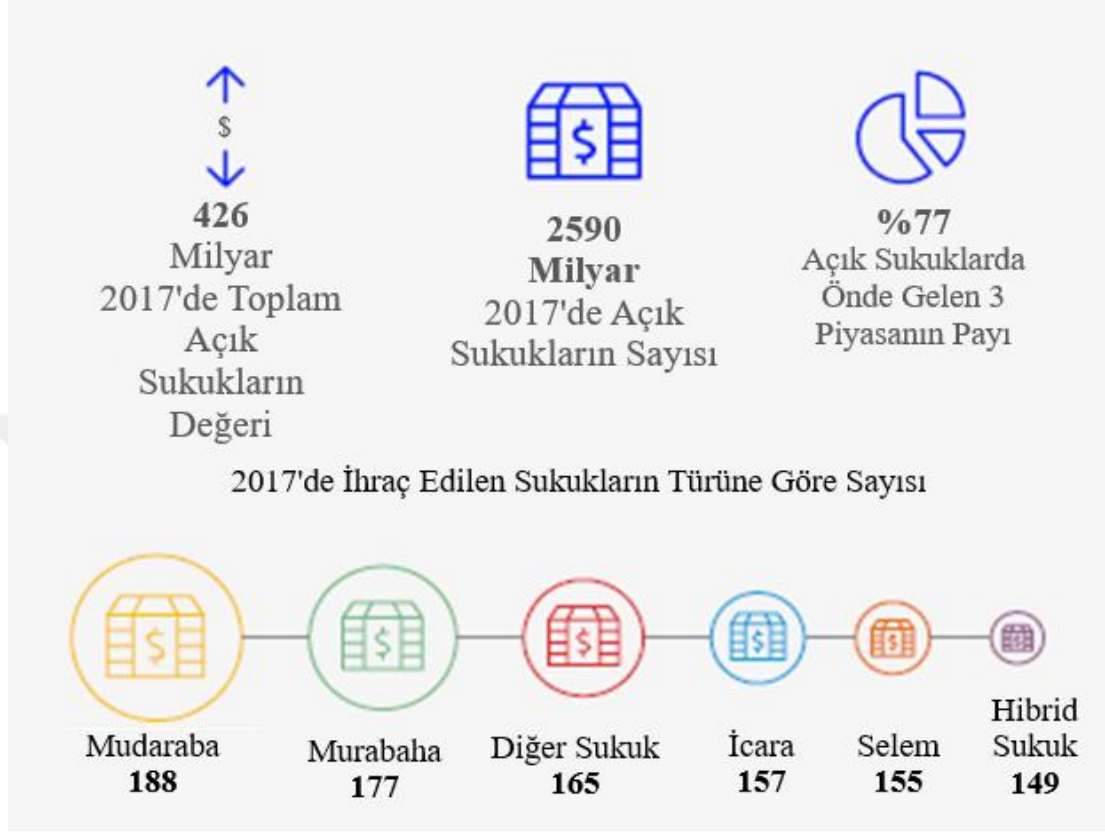 $
426
Milyar
2017'de Toplam
Açık
Sukukların
Değeri
$
2590
Milyar
2017'de Açık
Sukukların Sayısı
%77
Açık Sukuklarda
Önde Gelen 3
Piyasanın Payı
2017'de İhraç Edilen Sukukların Türüne Göre Sayısı
$
Mudaraba
188
$
Murabaha
177
$
Diğer Sukuk
165
$
İcara
157
$
Selem
155
$
Hibrid
Sukuk
149